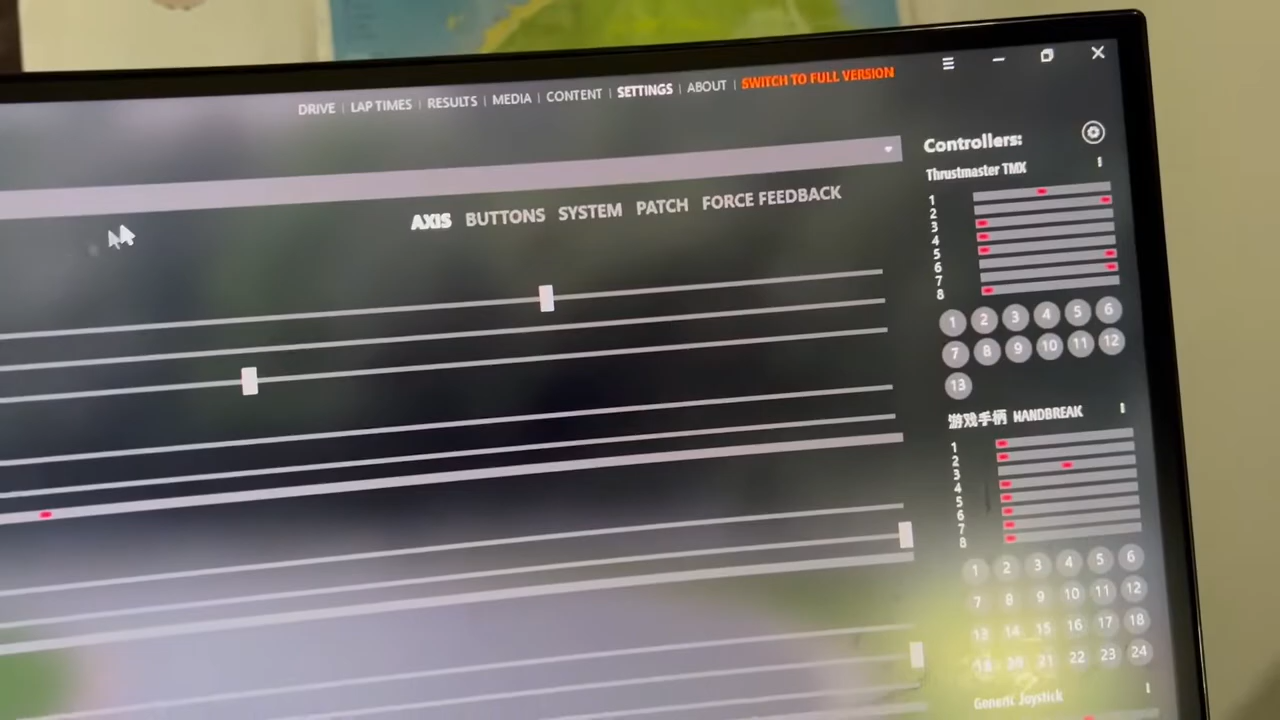 DRIVE | LAP TIMES | RESULTS | MEDIA | CONTENT | SETTINGS | ABOUT | SWITCH TO FULL VERSION
Controllers:
Thrustmaster TMX
AXIS BUTTONS SYSTEM PATCH FORCE FEEDBACK
1
2
3
4
5
6
7
8
1 2 3 4 5 6
7 8 9 10 11 12
13
游戏手柄 HANDBREAK
1
2
3
4
5
6
7
8
1 2 3 4 5 6
7 8 9 10 11 12
13 14 15 16 17 18
20 21 22 23 24
Generic Joystick